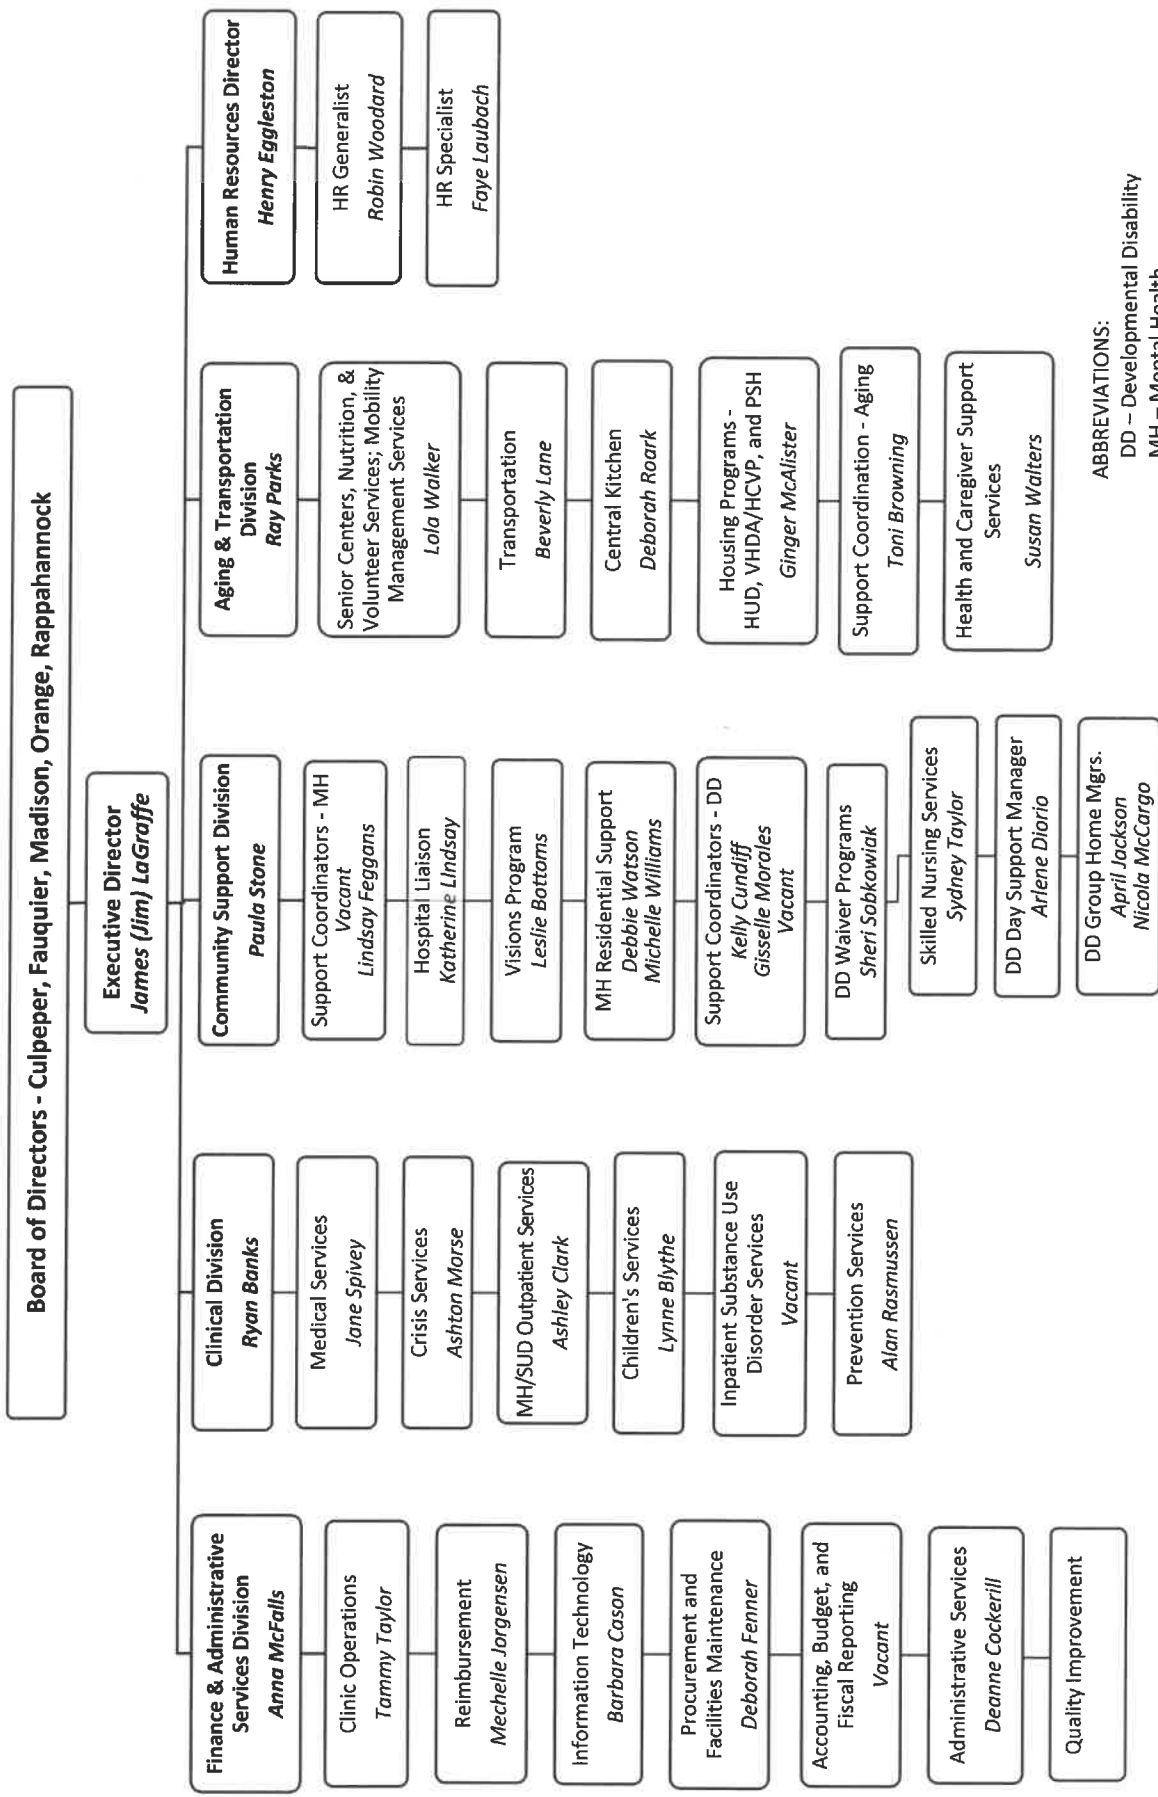 Board of Directors - Culpeper, Fauquier, Madison, Orange, Rappahannock
Executive Director
James (Jim) LaGraffe
Finance & Administrative
Services Division
Anna McFalls
Clinic Operations
Tammy Taylor
Reimbursement
Mechelle Jorgensen
Information Technology
Barbara Cason
Procurement and
Facilities Maintenance
Deborah Fenner
Accounting, Budget, and
Fiscal Reporting
Vacant
Administrative Services
Deanne Cockerill
Quality Improvement
Clinical Division
Ryan Banks
Medical Services
Jane Spivey
Crisis Services
Ashton Morse
MH/SUD Outpatient Services
Ashley Clark
Children's Services
Lynne Blythe
Inpatient Substance Use
Disorder Services
Vacant
Prevention Services
Alan Rasmussen
Community Support Division
Paula Stone
Support Coordinators - MH
Vacant
Lindsay Feggans
Hospital Liaison
Katherine LIndsay
Visions Program
Leslie Bottoms
MH Residential Support
Debbie Watson
Michelle Williams
Support Coordinators - DD
Kelly Cundiff
Gisselle Morales
Vacant
DD Waiver Programs
Sheri Sobkowiak
Skilled Nursing Services
Sydney Taylor
DD Day Support Manager
Arlene Diorio
DD Group Home Mgrs.
April Jackson
Nicola McCargo
Aging & Transportation
Division
Ray Parks
Senior Centers, Nutrition, &
Volunteer Services; Mobility
Management Services
Lola Walker
Transportation
Beverly Lane
Central Kitchen
Deborah Roark
Housing Programs -
HUD, VHDA/HCVP, and PSH
Ginger McAlister
Support Coordination - Aging
Toni Browning
Health and Caregiver Support
Services
Susan Walters
Human Resources Director
Henry Eggleston
HR Generalist
Robin Woodard
HR Specialist
Faye Laubach
ABBREVIATIONS:
DD – Developmental Disability
MH – Mental Health